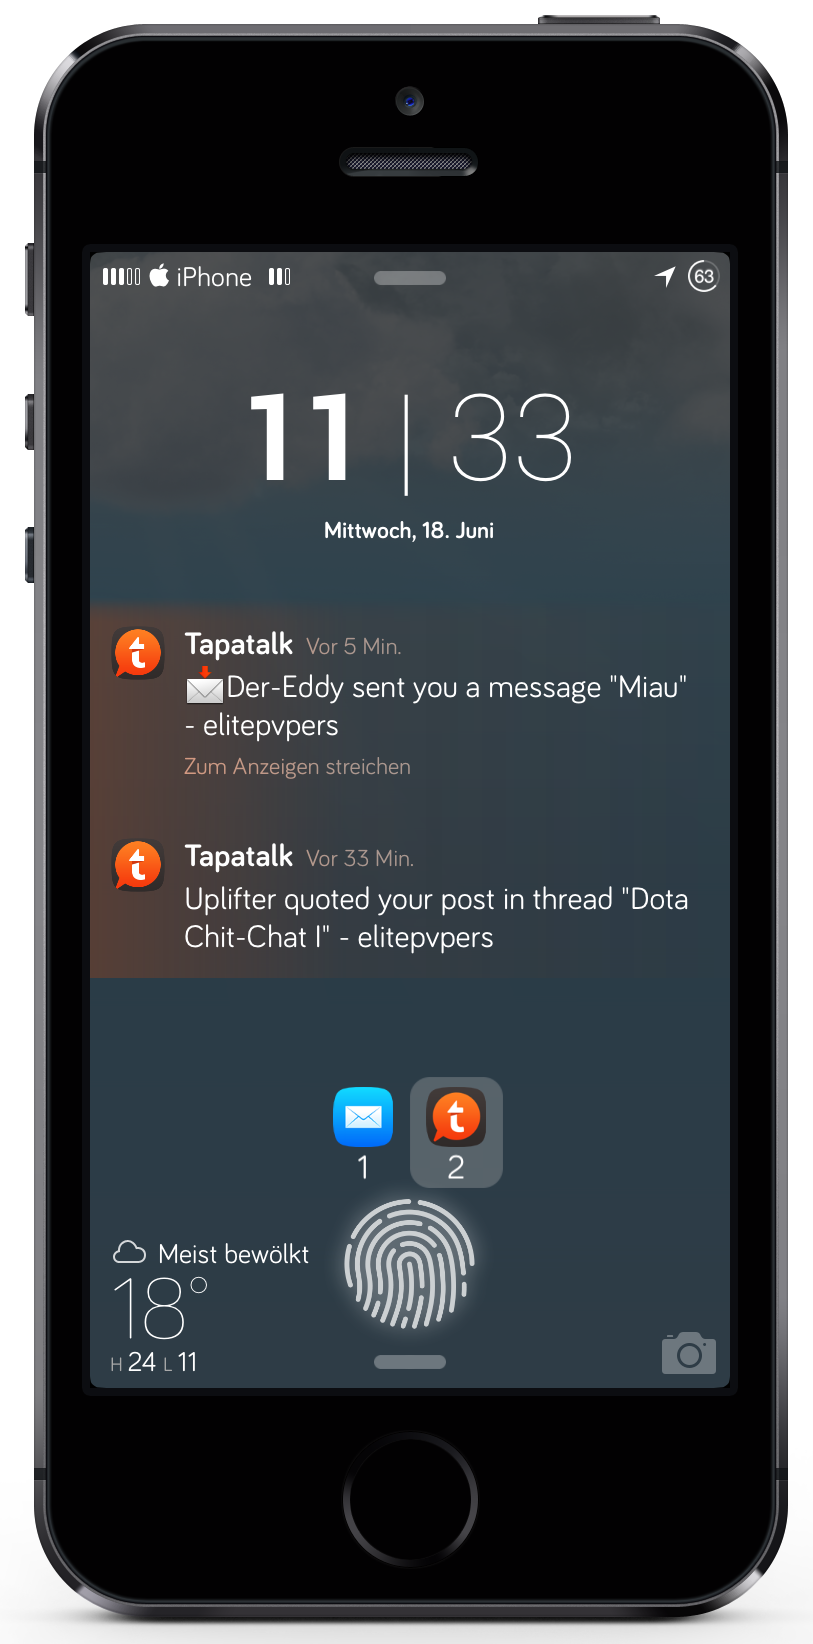 iPhone
63
11 | 33
Mittwoch, 18. Juni
Tapatalk Vor 5 Min.
Der-Eddy sent you a message "Miau"
- elitepvpers
Zum Anzeigen streichen
Tapatalk Vor 33 Min.
Uplifter quoted your post in thread "Dota
Chit-Chat I" - elitepvpers
1 2
Meist bewölkt
18°
H 24 L 11